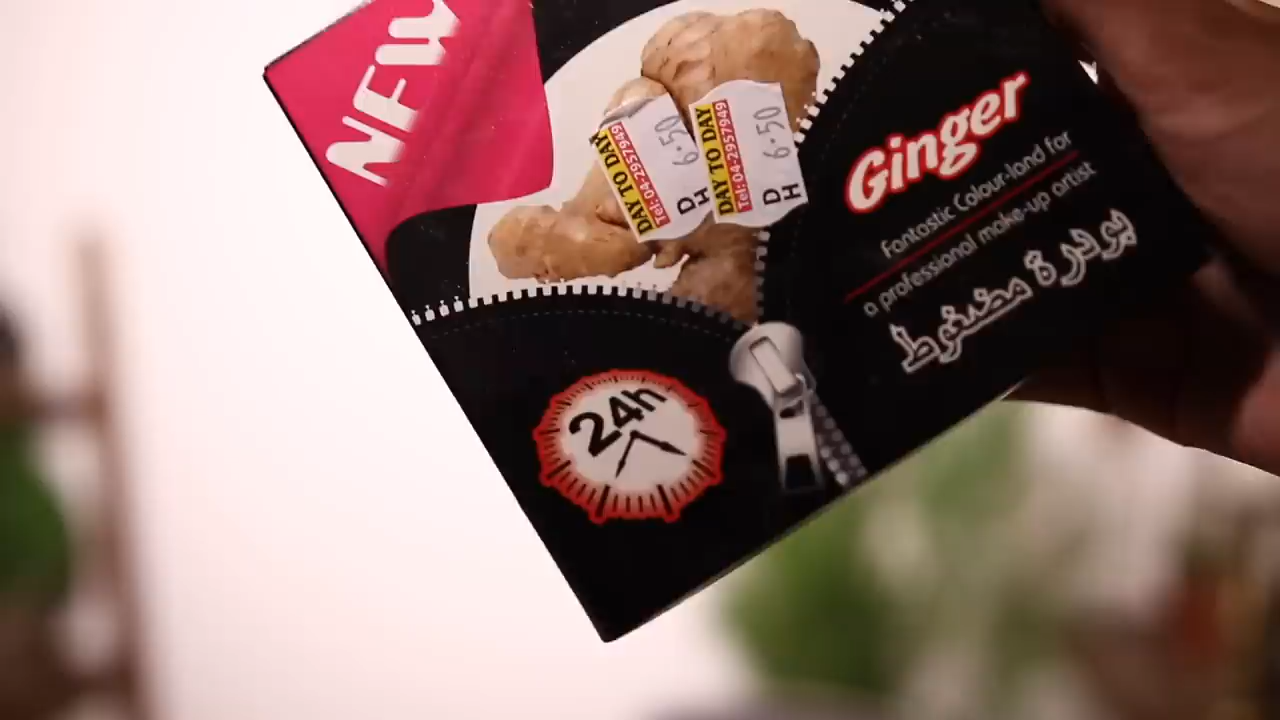 NEW
DAY TO DAY
Tel: 04-2957949
DH 6.50
DAY TO DAY
Tel: 04-2957949
DH 6.50
Ginger
Fantastic Colour-land for
a professional make-up artist
بودرة مضغوط
24h